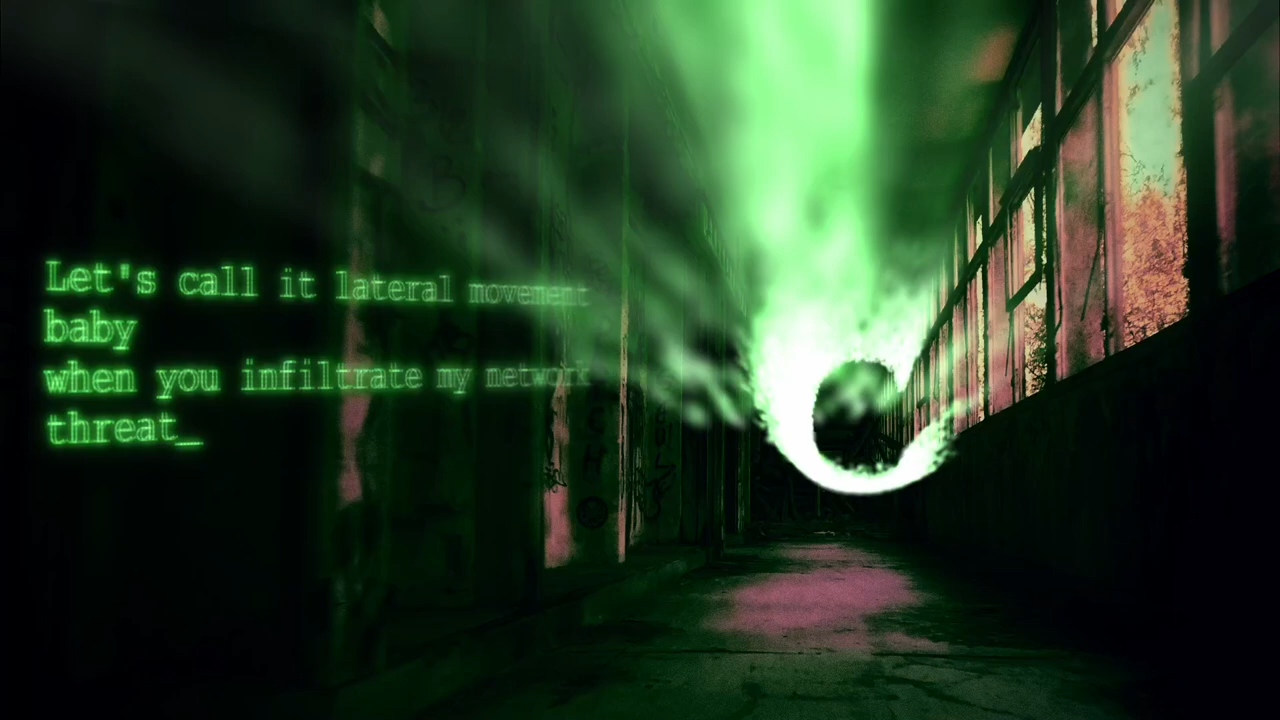 Let's call it lateral movement
baby
when you infiltrate my network
threat_